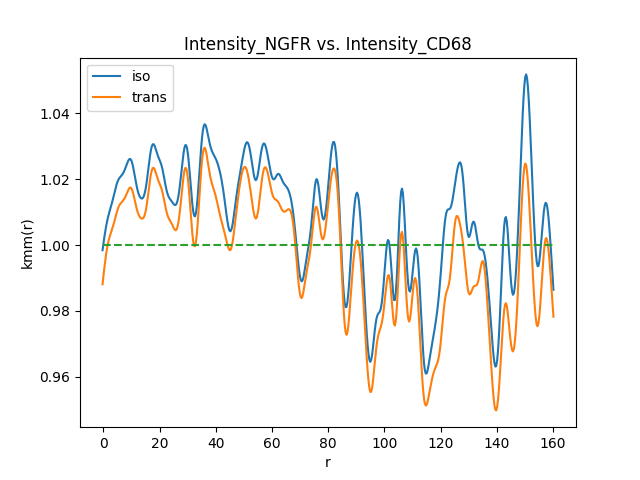 Intensity_NGFR vs. Intensity_CD68
iso
trans
kmm(r)
1.04
1.02
1.00
0.98
0.96
0 20 40 60 80 100 120 140 160
r